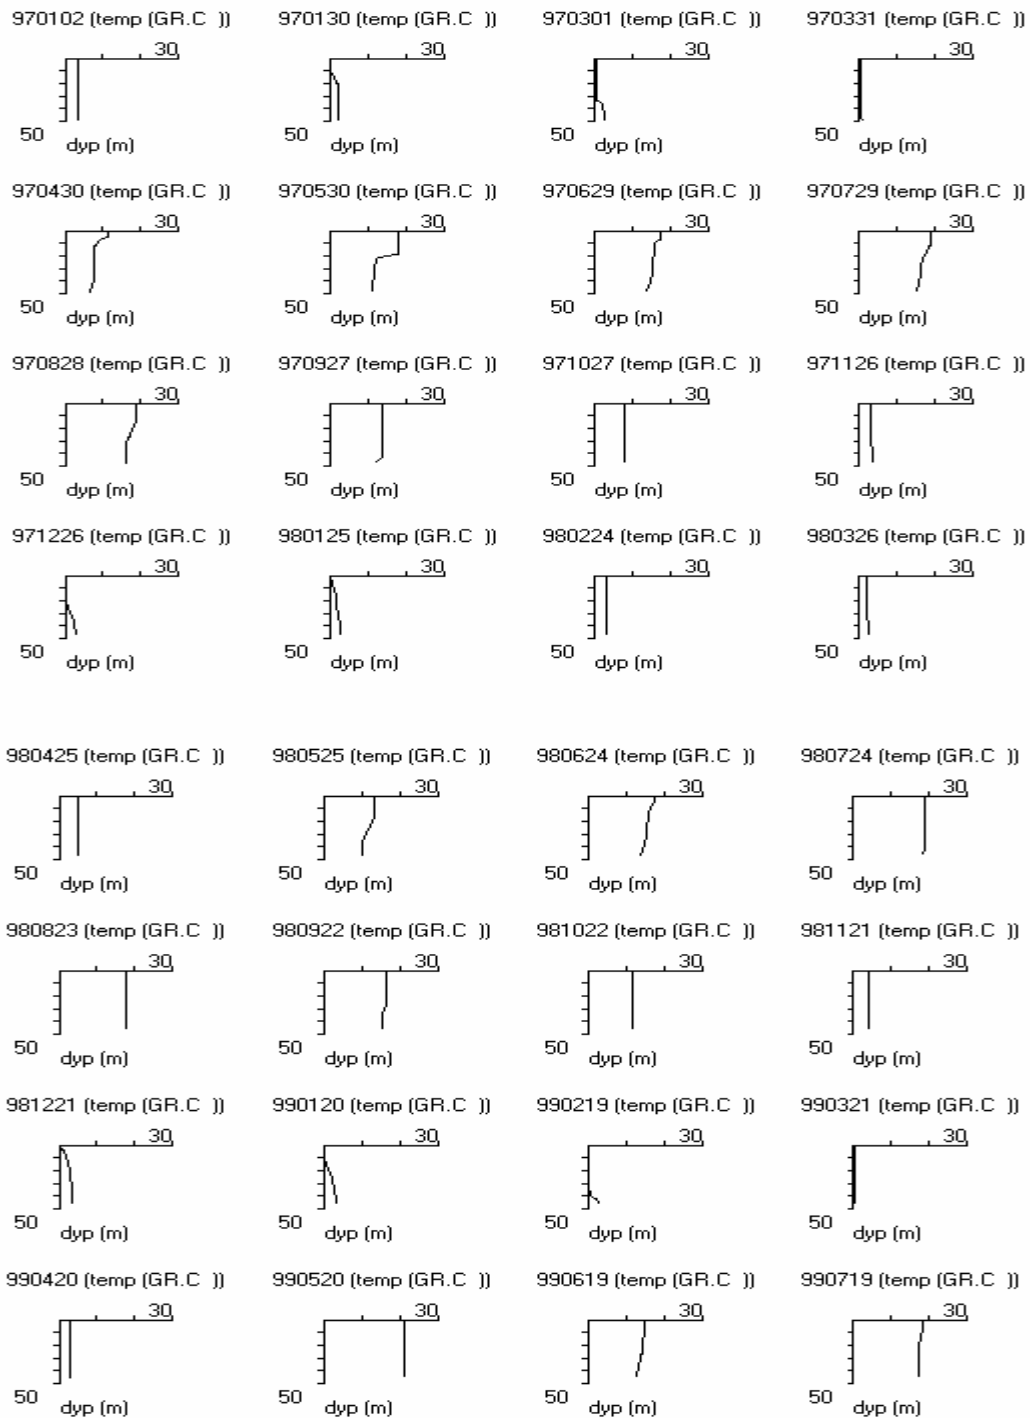 970102 (temp (GR.C )) 970130 (temp (GR.C )) 970301 (temp (GR.C )) 970331 (temp (GR.C ))
30 30 30 30
50 dyp (m) 50 dyp (m) 50 dyp (m) 50 dyp (m)
970430 (temp (GR.C )) 970530 (temp (GR.C )) 970629 (temp (GR.C )) 970729 (temp (GR.C ))
30 30 30 30
50 dyp (m) 50 dyp (m) 50 dyp (m) 50 dyp (m)
970828 (temp (GR.C )) 970927 (temp (GR.C )) 971027 (temp (GR.C )) 971126 (temp (GR.C ))
30 30 30 30
50 dyp (m) 50 dyp (m) 50 dyp (m) 50 dyp (m)
971226 (temp (GR.C )) 980125 (temp (GR.C )) 980224 (temp (GR.C )) 980326 (temp (GR.C ))
30 30 30 30
50 dyp (m) 50 dyp (m) 50 dyp (m) 50 dyp (m)
980425 (temp (GR.C )) 980525 (temp (GR.C )) 980624 (temp (GR.C )) 980724 (temp (GR.C ))
30 30 30 30
50 dyp (m) 50 dyp (m) 50 dyp (m) 50 dyp (m)
980823 (temp (GR.C )) 980922 (temp (GR.C )) 981022 (temp (GR.C )) 981121 (temp (GR.C ))
30 30 30 30
50 dyp (m) 50 dyp (m) 50 dyp (m) 50 dyp (m)
981221 (temp (GR.C )) 990120 (temp (GR.C )) 990219 (temp (GR.C )) 990321 (temp (GR.C ))
30 30 30 30
50 dyp (m) 50 dyp (m) 50 dyp (m) 50 dyp (m)
990420 (temp (GR.C )) 990520 (temp (GR.C )) 990619 (temp (GR.C )) 990719 (temp (GR.C ))
30 30 30 30
50 dyp (m) 50 dyp (m) 50 dyp (m) 50 dyp (m)